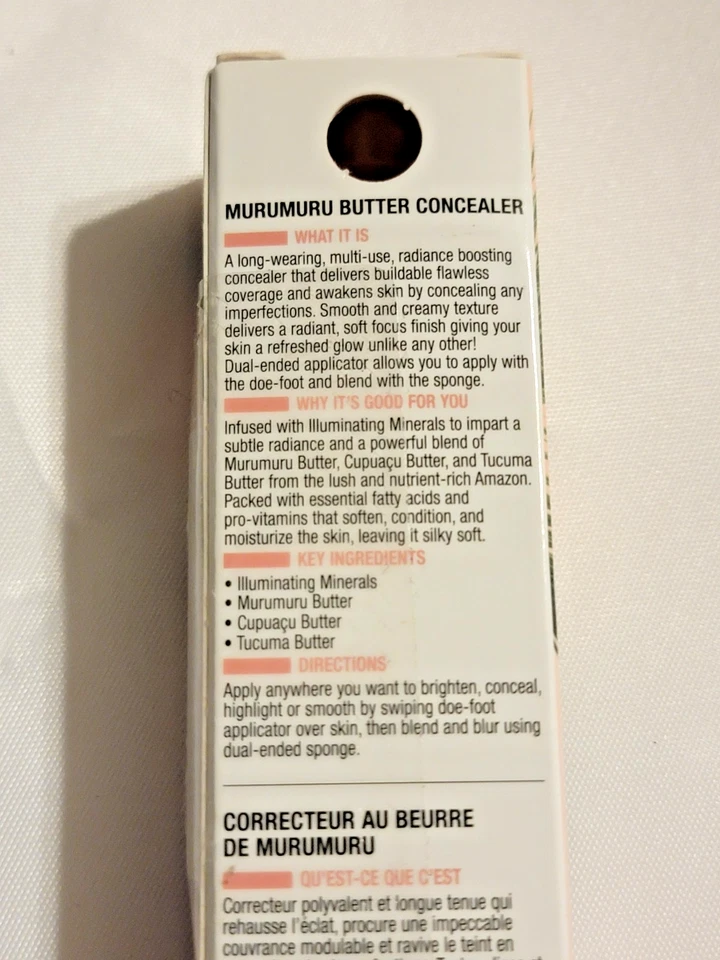 MURUMURU BUTTER CONCEALER
WHAT IT IS
A long-wearing, multi-use, radiance boosting
concealer that delivers buildable flawless
coverage and awakens skin by concealing any
imperfections. Smooth and creamy texture
delivers a radiant, soft focus finish giving your
skin a refreshed glow unlike any other!
Dual-ended applicator allows you to apply with
the doe-foot and blend with the sponge.
WHY IT'S GOOD FOR YOU
Infused with Illuminating Minerals to impart a
subtle radiance and a powerful blend of
Murumuru Butter, Cupuaçu Butter, and Tucuma
Butter from the lush and nutrient-rich Amazon.
Packed with essential fatty acids and
pro-vitamins that soften, condition, and
moisturize the skin, leaving it silky soft.
KEY INGREDIENTS
• Illuminating Minerals
• Murumuru Butter
• Cupuaçu Butter
• Tucuma Butter
DIRECTIONS
Apply anywhere you want to brighten, conceal,
highlight or smooth by swiping doe-foot
applicator over skin, then blend and blur using
dual-ended sponge.
CORRECTEUR AU BEURRE
DE MURUMURU
QU'EST-CE QUE C'EST
Correcteur polyvalent et longue tenue qui
rehausse l'éclat, procure une impeccable
couvrance modulable et ravive le teint en